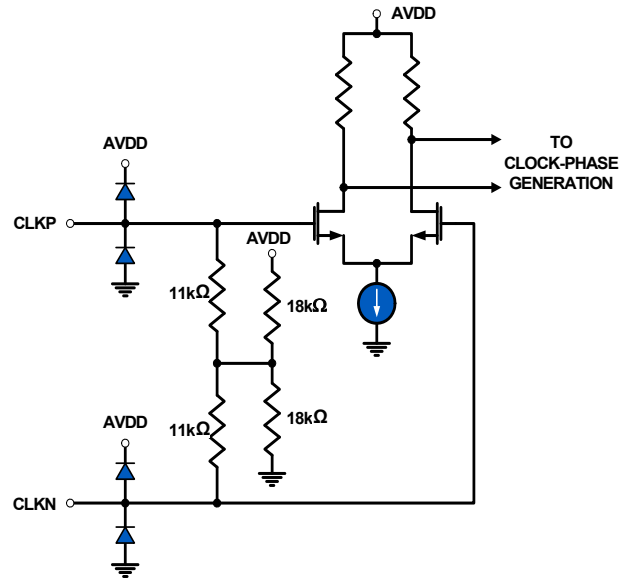 AVDD
TO
CLOCK-PHASE
GENERATION
AVDD
CLKP
AVDD
11kΩ
18kΩ
11kΩ
18kΩ
AVDD
CLKN